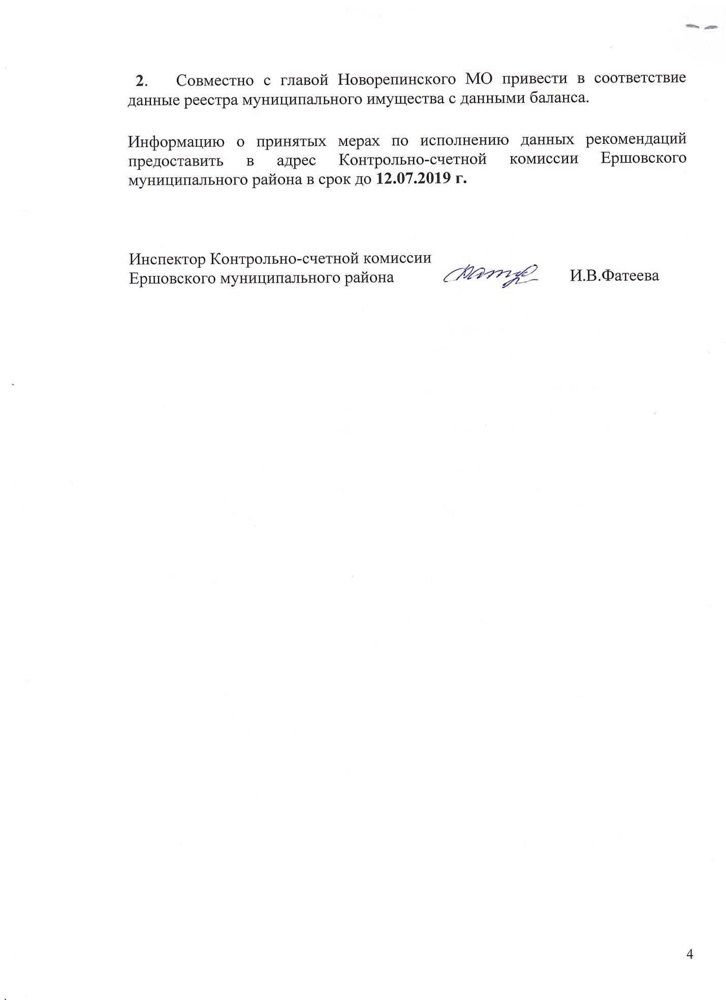 2. Совместно с главой Новорепинского МО привести в соответствие
данные реестра муниципального имущества с данными баланса.
Информацию о принятых мерах по исполнению данных рекомендаций
предоставить в адрес Контрольно-счетной комиссии Ершовского
муниципального района в срок до 12.07.2019 г.
Инспектор Контрольно-счетной комиссии
Ершовского муниципального района И.В.Фатеева
4